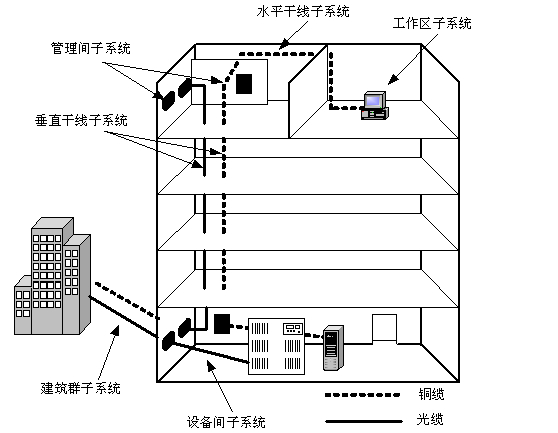 水平干线子系统
工作区子系统
管理间子系统
垂直干线子系统
建筑群子系统
设备间子系统
铜缆
光缆